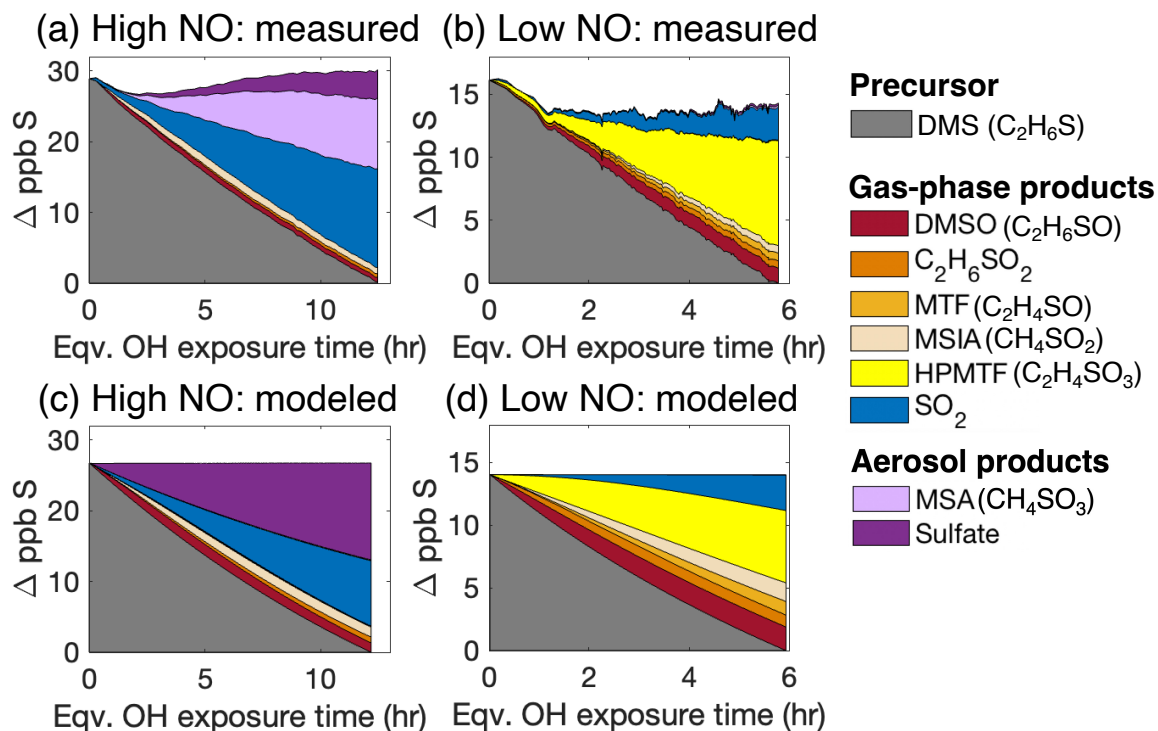 (a) High NO: measured
30
20
10
0
Δ ppb S
0 5 10
Eqv. OH exposure time (hr)
(b) Low NO: measured
15
10
5
0
Δ ppb S
0 2 4 6
Eqv. OH exposure time (hr)
(c) High NO: modeled
30
20
10
0
Δ ppb S
0 5 10
Eqv. OH exposure time (hr)
(d) Low NO: modeled
15
10
5
0
Δ ppb S
0 2 4 6
Eqv. OH exposure time (hr)
Precursor
DMS (C₂H₆S)
Gas-phase products
DMSO (C₂H₆SO)
C₂H₆SO₂
MTF (C₂H₄SO)
MSIA (CH₄SO₂)
HPMTF (C₂H₄SO₃)
SO₂
Aerosol products
MSA (CH₄SO₃)
Sulfate